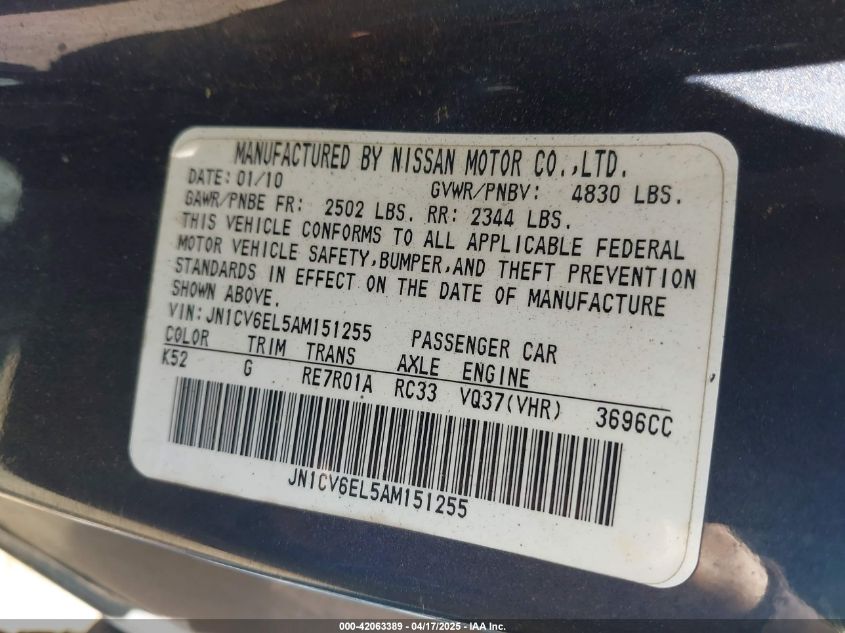 MANUFACTURED BY NISSAN MOTOR CO.,LTD.
DATE: 01/10 GVWR/PNBV: 4830 LBS.
GAWR/PNBE FR: 2502 LBS. RR: 2344 LBS.
THIS VEHICLE CONFORMS TO ALL APPLICABLE FEDERAL
MOTOR VEHICLE SAFETY,BUMPER,AND THEFT PREVENTION
STANDARDS IN EFFECT ON THE DATE OF MANUFACTURE
SHOWN ABOVE.
VIN:JN1CV6EL5AM151255 PASSENGER CAR
COLOR TRIM TRANS AXLE ENGINE
K52 G RE7R01A RC33 VQ37(VHR) 3696CC
JN1CV6EL5AM151255
000-42063389 - 04/17/2025 - IAA Inc.